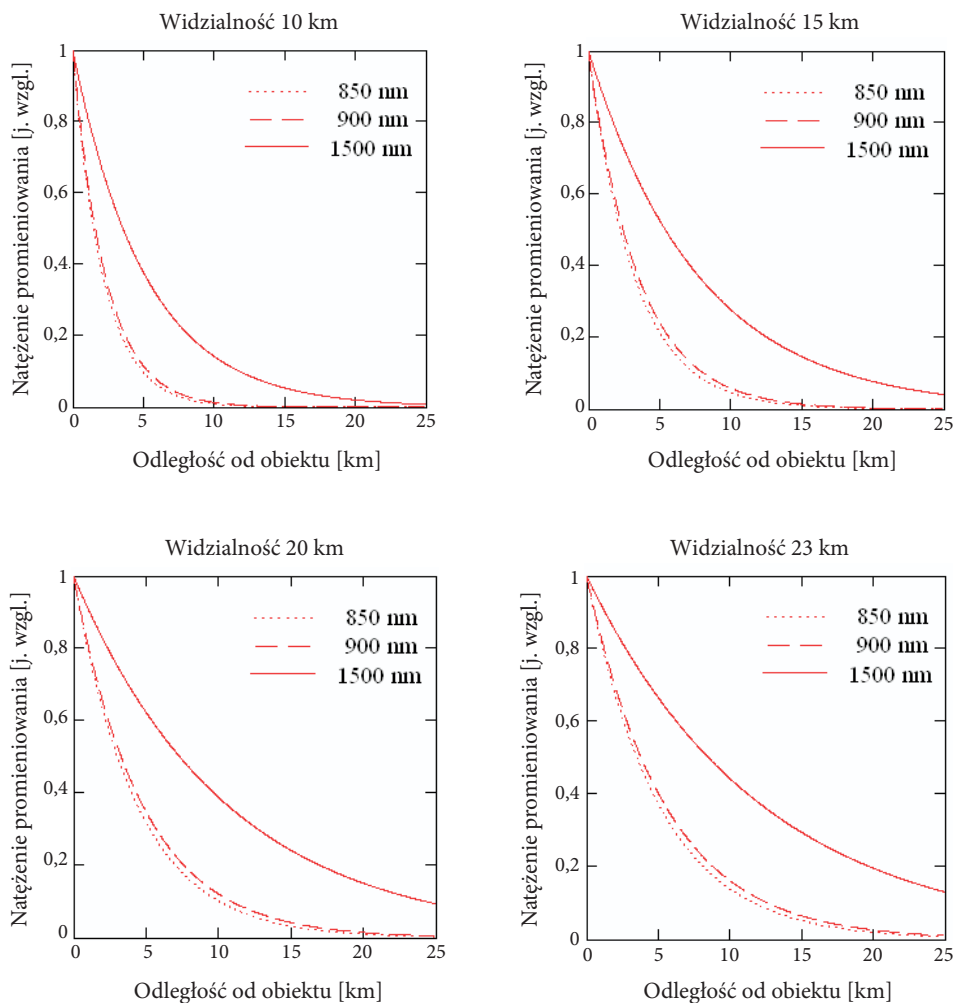 Widzialność 10 km
Natężenie promieniowania [j. wzgl.]
1
0,8
0,6
0,4
0,2
0
850 nm
900 nm
1500 nm
0 5 10 15 20 25
Odległość od obiektu [km]
Widzialność 15 km
Natężenie promieniowania [j. wzgl.]
1
0,8
0,6
0,4
0,2
0
850 nm
900 nm
1500 nm
0 5 10 15 20 25
Odległość od obiektu [km]
Widzialność 20 km
Natężenie promieniowania [j. wzgl.]
1
0,8
0,6
0,4
0,2
0
850 nm
900 nm
1500 nm
0 5 10 15 20 25
Odległość od obiektu [km]
Widzialność 23 km
Natężenie promieniowania [j. wzgl.]
1
0,8
0,6
0,4
0,2
0
850 nm
900 nm
1500 nm
0 5 10 15 20 25
Odległość od obiektu [km]